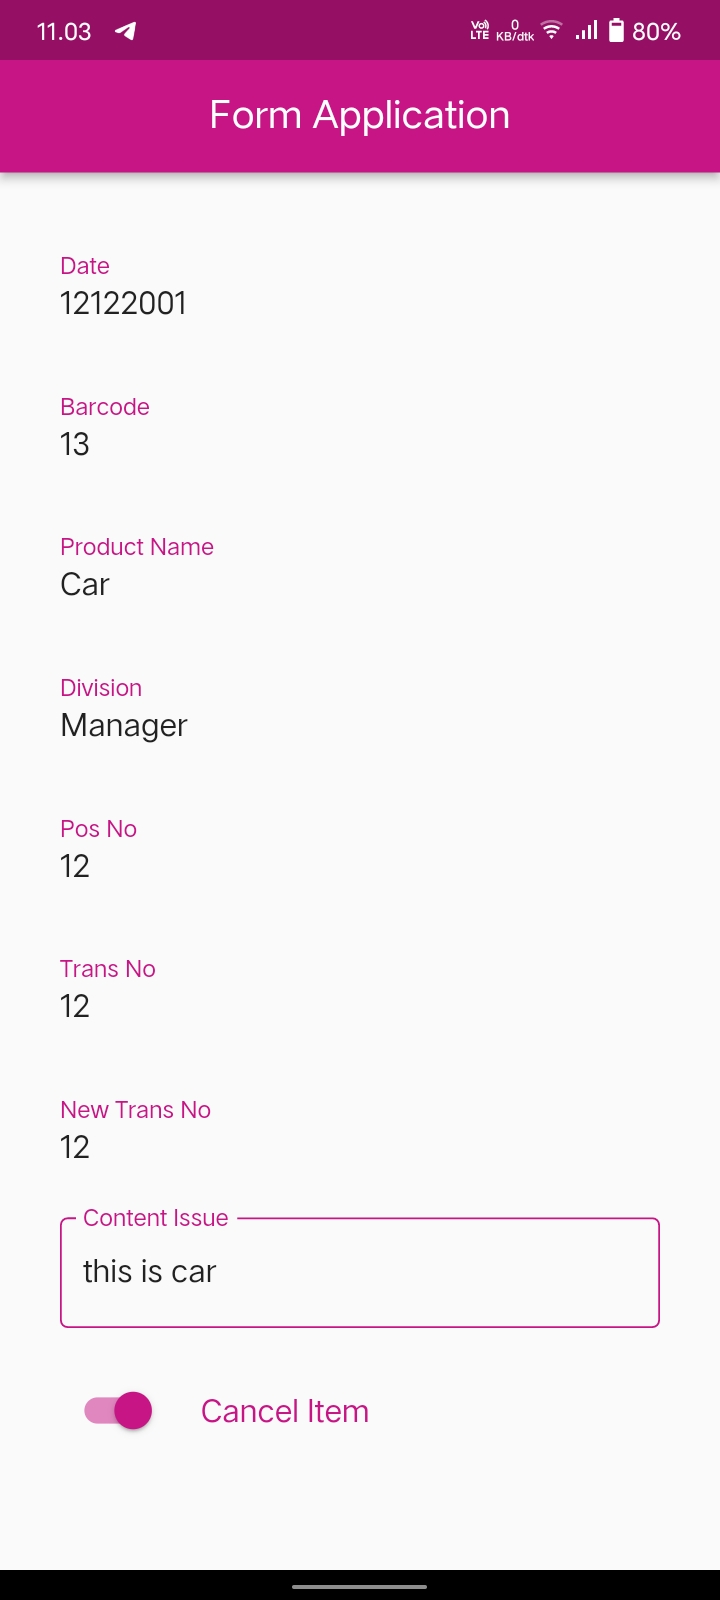 11.03 Vo)) LTE 0 KB/dtk 80%
Form Application
Date
12122001
Barcode
13
Product Name
Car
Division
Manager
Pos No
12
Trans No
12
New Trans No
12
Content Issue
this is car
Cancel Item